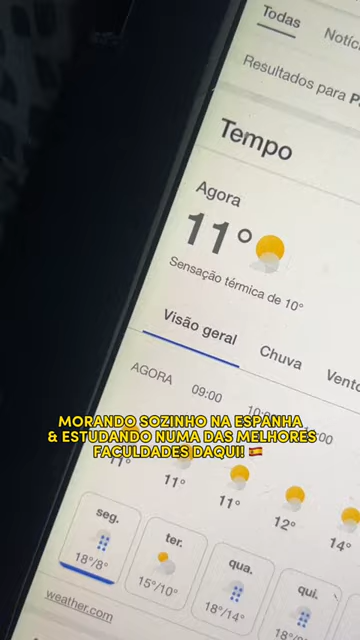 Todas
Resultados para
Tempo
Agora
11°
Sensação térmica de 10°
Visão geral
Chuva
Vento
AGORA
09:00
MORANDO SOZINHO NA ESPANHA
& ESTUDANDO NUMA DAS MELHORES
FACULDADES DAQUI! 🇪🇸
11°
11°
11°
12°
14°
seg.
18°/8°
ter.
15°/10°
qua.
18°/14°
qui.
weather.com